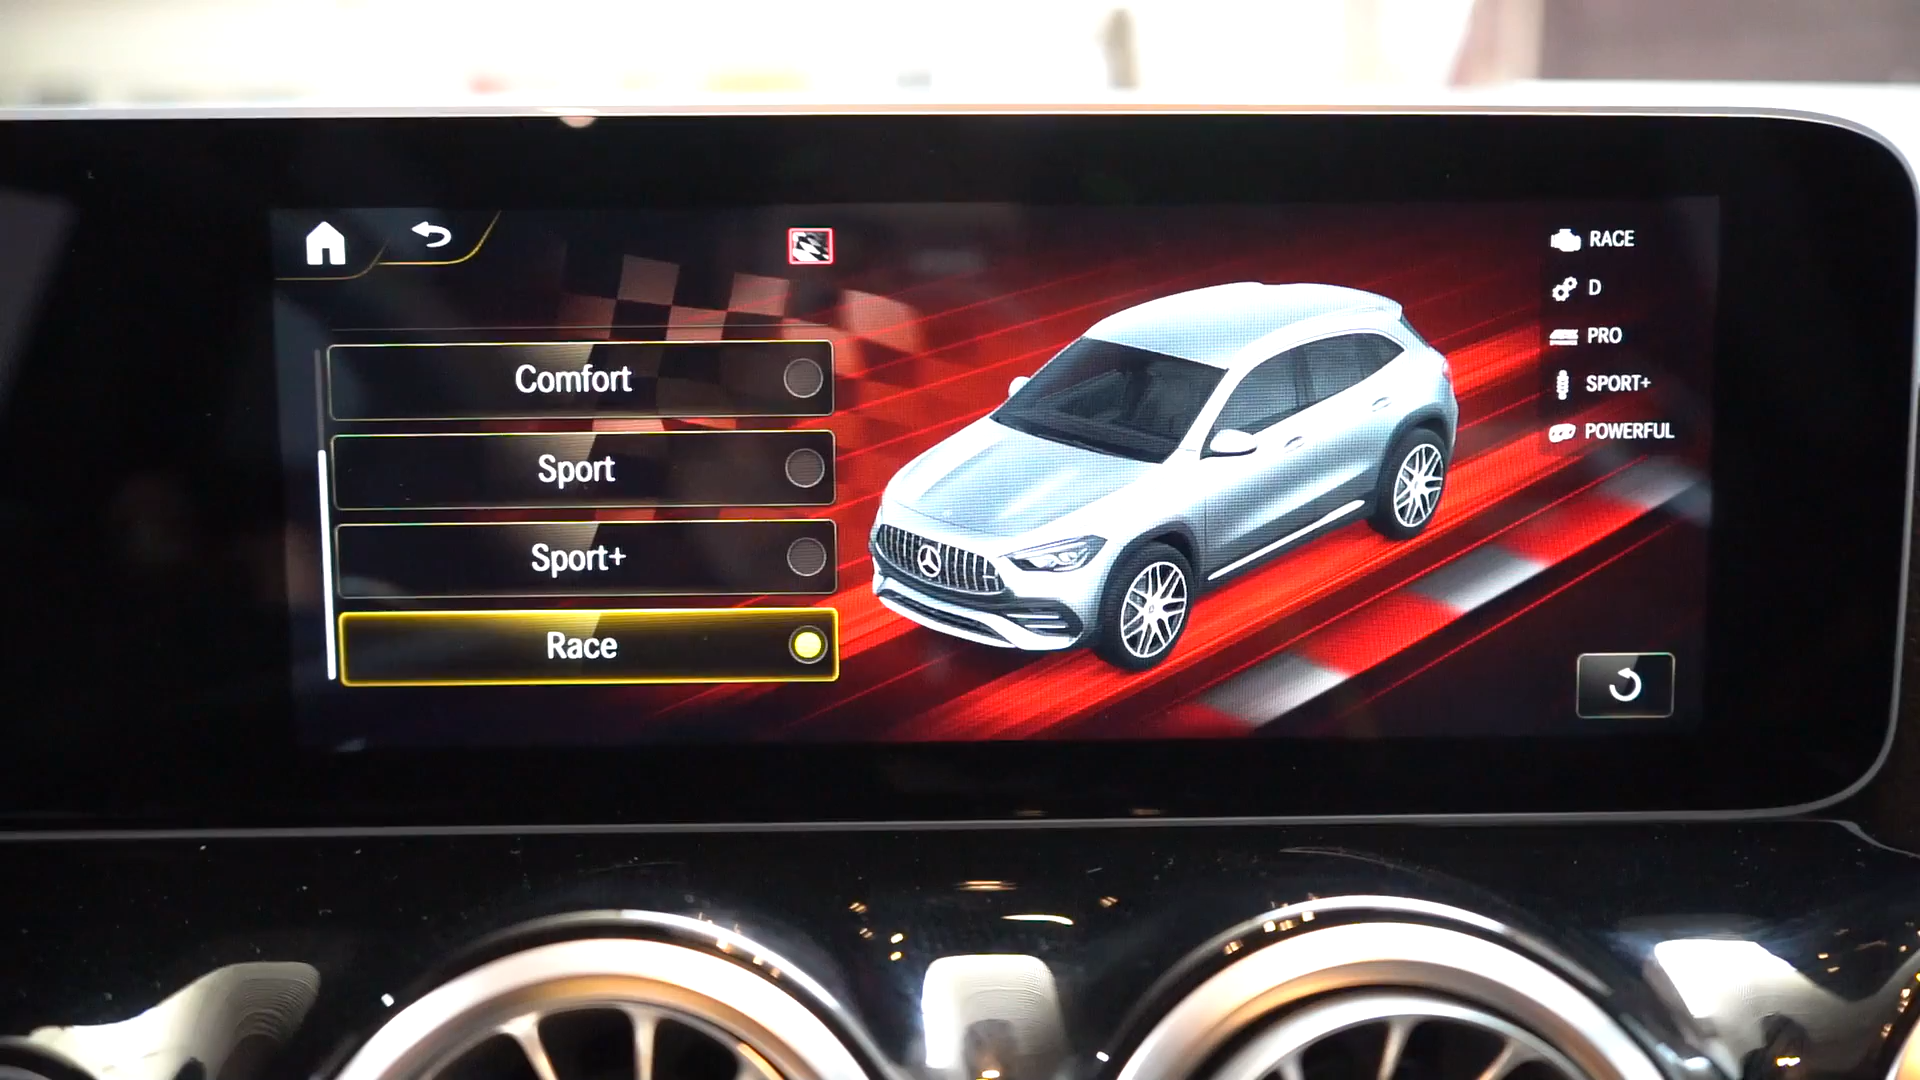 Comfort
Sport
Sport+
Race
RACE
D
PRO
SPORT+
POWERFUL